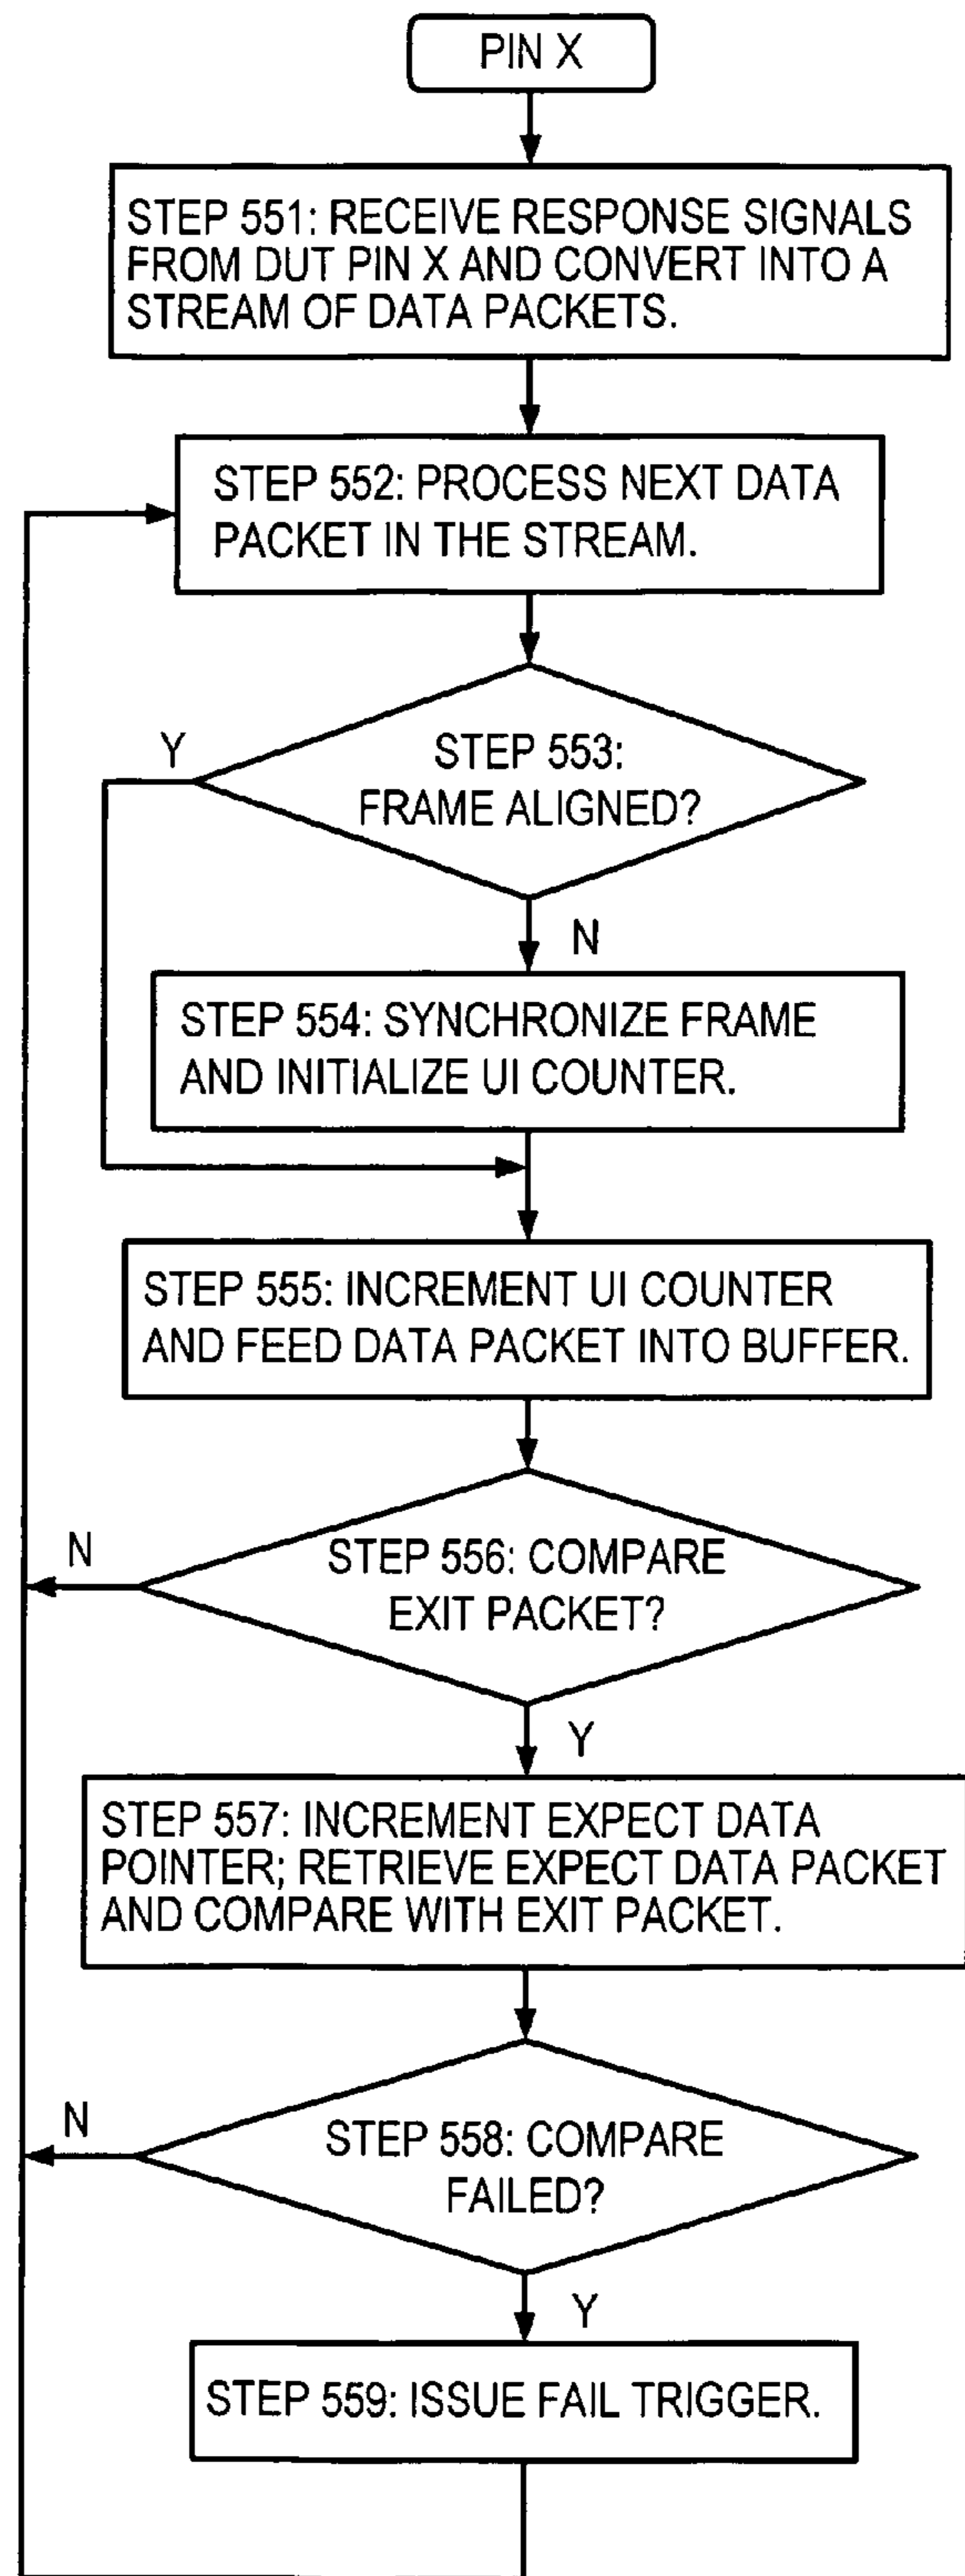 PIN X
STEP 551: RECEIVE RESPONSE SIGNALS
FROM DUT PIN X AND CONVERT INTO A
STREAM OF DATA PACKETS.
STEP 552: PROCESS NEXT DATA
PACKET IN THE STREAM.
Y
STEP 553:
FRAME ALIGNED?
N
STEP 554: SYNCHRONIZE FRAME
AND INITIALIZE UI COUNTER.
STEP 555: INCREMENT UI COUNTER
AND FEED DATA PACKET INTO BUFFER.
N
STEP 556: COMPARE
EXIT PACKET?
Y
STEP 557: INCREMENT EXPECT DATA
POINTER; RETRIEVE EXPECT DATA PACKET
AND COMPARE WITH EXIT PACKET.
N
STEP 558: COMPARE
FAILED?
Y
STEP 559: ISSUE FAIL TRIGGER.